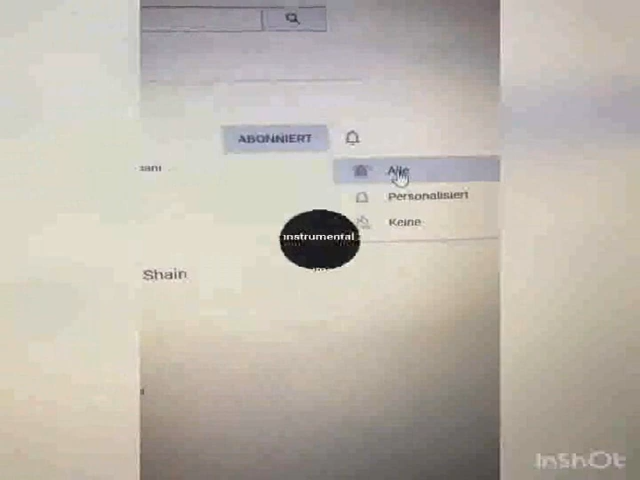 ABONNIERT
Alle
Personalisiert
Keine
nstrumental
Shain
InShOt